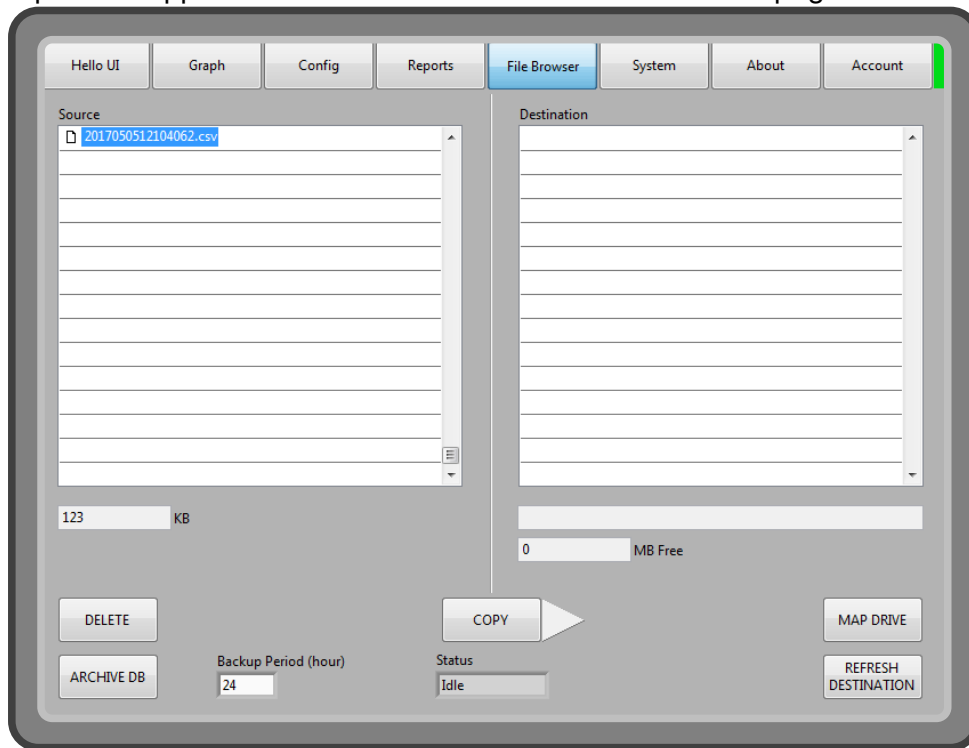 Hello UI Graph Config Reports File Browser System About Account
Source Destination
2017050512104062.csv
123 KB
0 MB Free
DELETE COPY MAP DRIVE
ARCHIVE DB Backup Period (hour) 24 Status Idle REFRESH DESTINATION